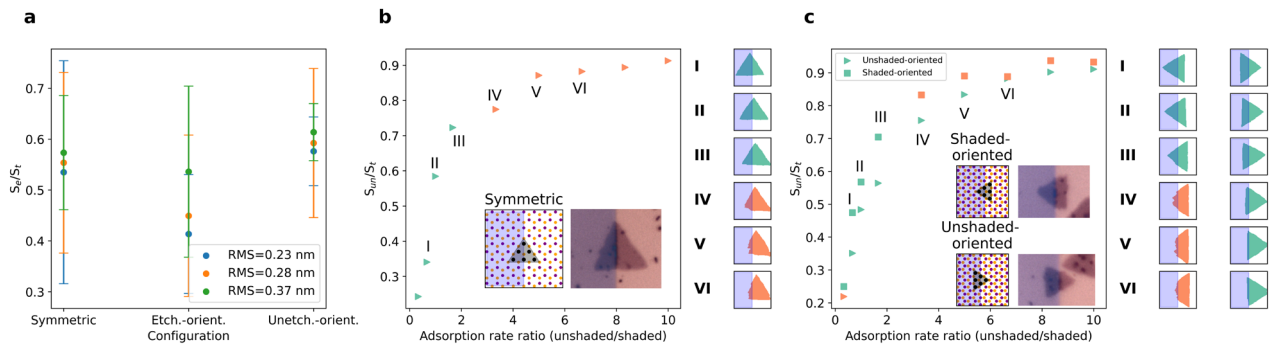 a
0.7
0.6
0.5
0.4
0.3
Sₑ/Sₜ
RMS=0.23 nm
RMS=0.28 nm
RMS=0.37 nm
Symmetric
Etch.-orient.
Unetch.-orient.
Configuration
b
0.9
0.8
0.7
0.6
0.5
0.4
0.3
Sᵤₙ/Sₜ
I
II
III
IV
V
VI
Symmetric
0
2
4
6
8
10
Adsorption rate ratio (unshaded/shaded)
I
II
III
IV
V
VI
c
Unshaded-oriented
Shaded-oriented
0.9
0.8
0.7
0.6
0.5
0.4
0.3
0.2
Sᵤₙ/Sₜ
I
II
III
IV
V
VI
Shaded-
oriented
Unshaded-
oriented
0
2
4
6
8
10
Adsorption rate ratio (unshaded/shaded)
I
II
III
IV
V
VI